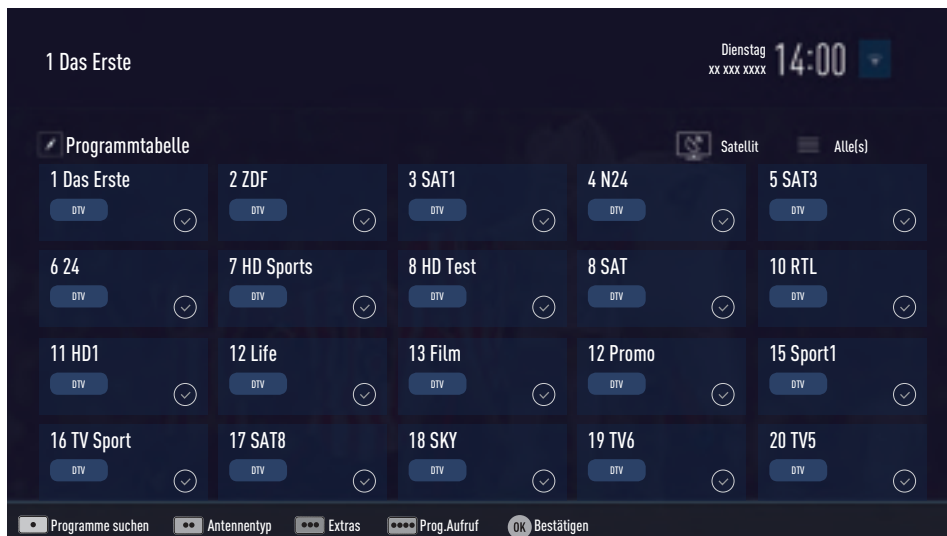 1 Das Erste
Dienstag
xx xxx xxxx
14:00
Programmtabelle
Satellit
Alle(s)
1 Das Erste
2 ZDF
3 SAT1
4 N24
5 SAT3
DTV
DTV
DTV
DTV
DTV
6 24
7 HD Sports
8 HD Test
8 SAT
10 RTL
DTV
DTV
DTV
DTV
DTV
11 HD1
12 Life
13 Film
12 Promo
15 Sport1
DTV
DTV
DTV
DTV
DTV
16 TV Sport
17 SAT8
18 SKY
19 TV6
20 TV5
DTV
DTV
DTV
DTV
DTV
Programme suchen
Antennentyp
Extras
Prog.Aufruf
OK Bestätigen